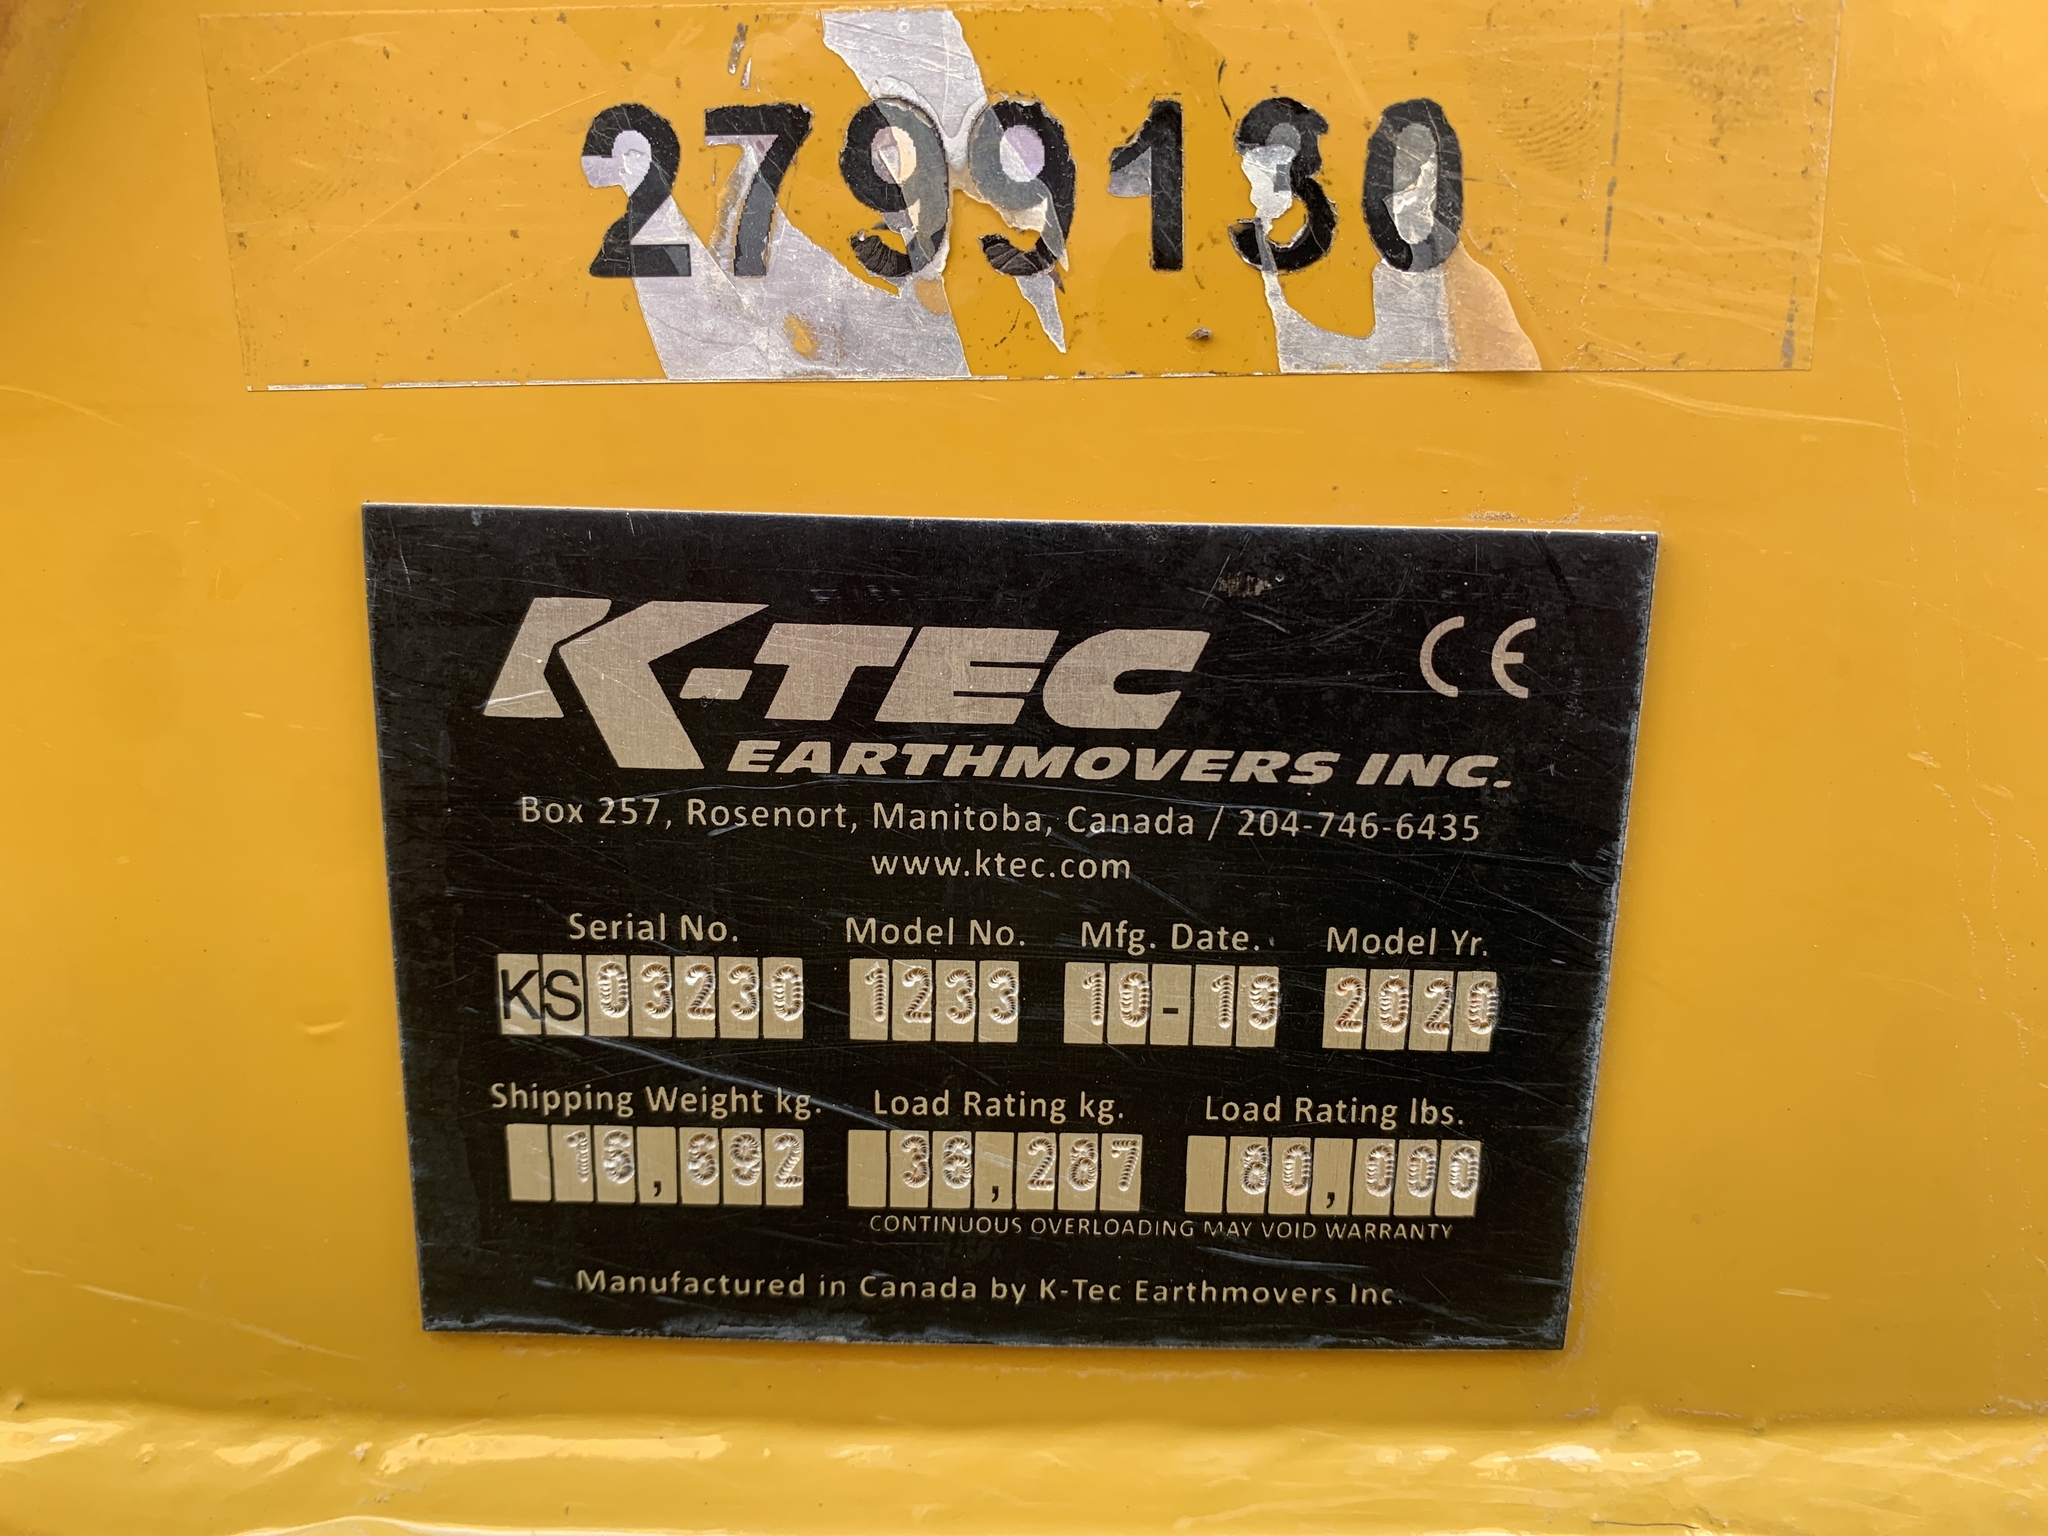 2799130
K-TEC
EARTHMOVERS INC.
CE
Box 257, Rosenort, Manitoba, Canada / 204-746-6435
www.ktec.com
Serial No. Model No. Mfg. Date. Model Yr.
KS03230 1233 10-19 2020
Shipping Weight kg. Load Rating kg. Load Rating lbs.
16,692 36,287 80,000
CONTINUOUS OVERLOADING MAY VOID WARRANTY
Manufactured in Canada by K-Tec Earthmovers Inc.